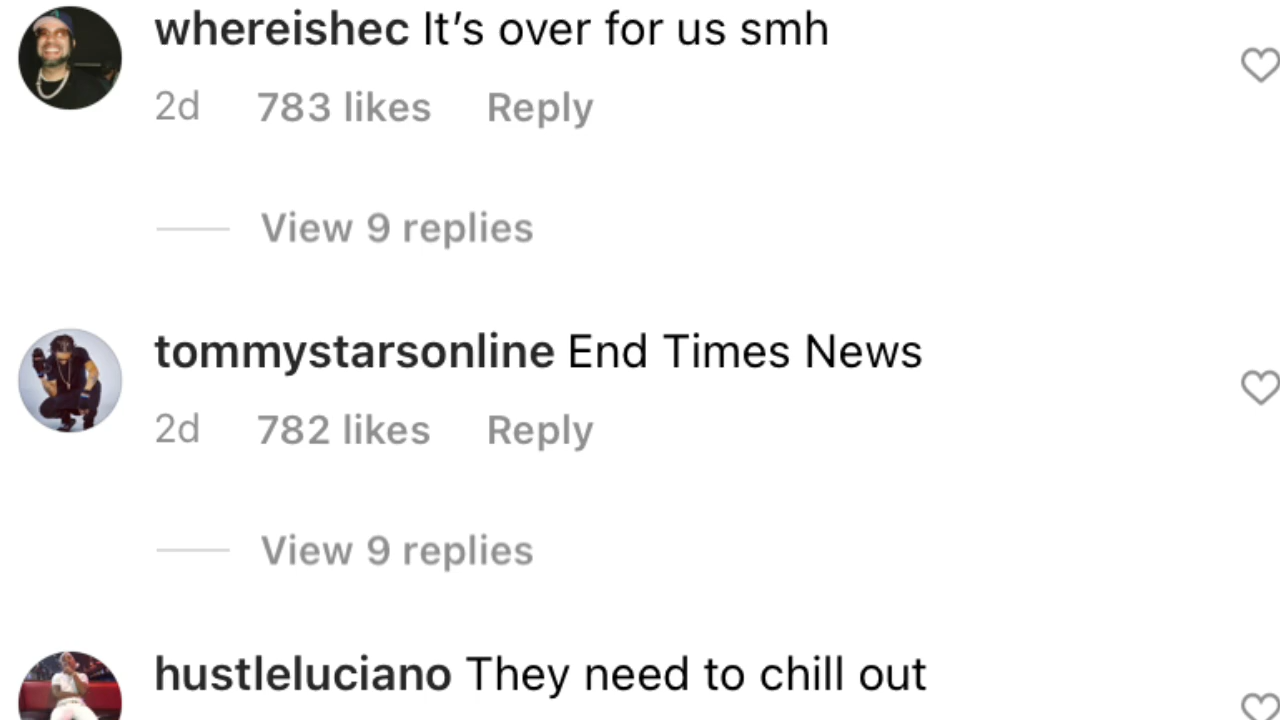 whereishec It’s over for us smh
2d 783 likes Reply
View 9 replies
tommystarsonline End Times News
2d 782 likes Reply
View 9 replies
hustleluciano They need to chill out